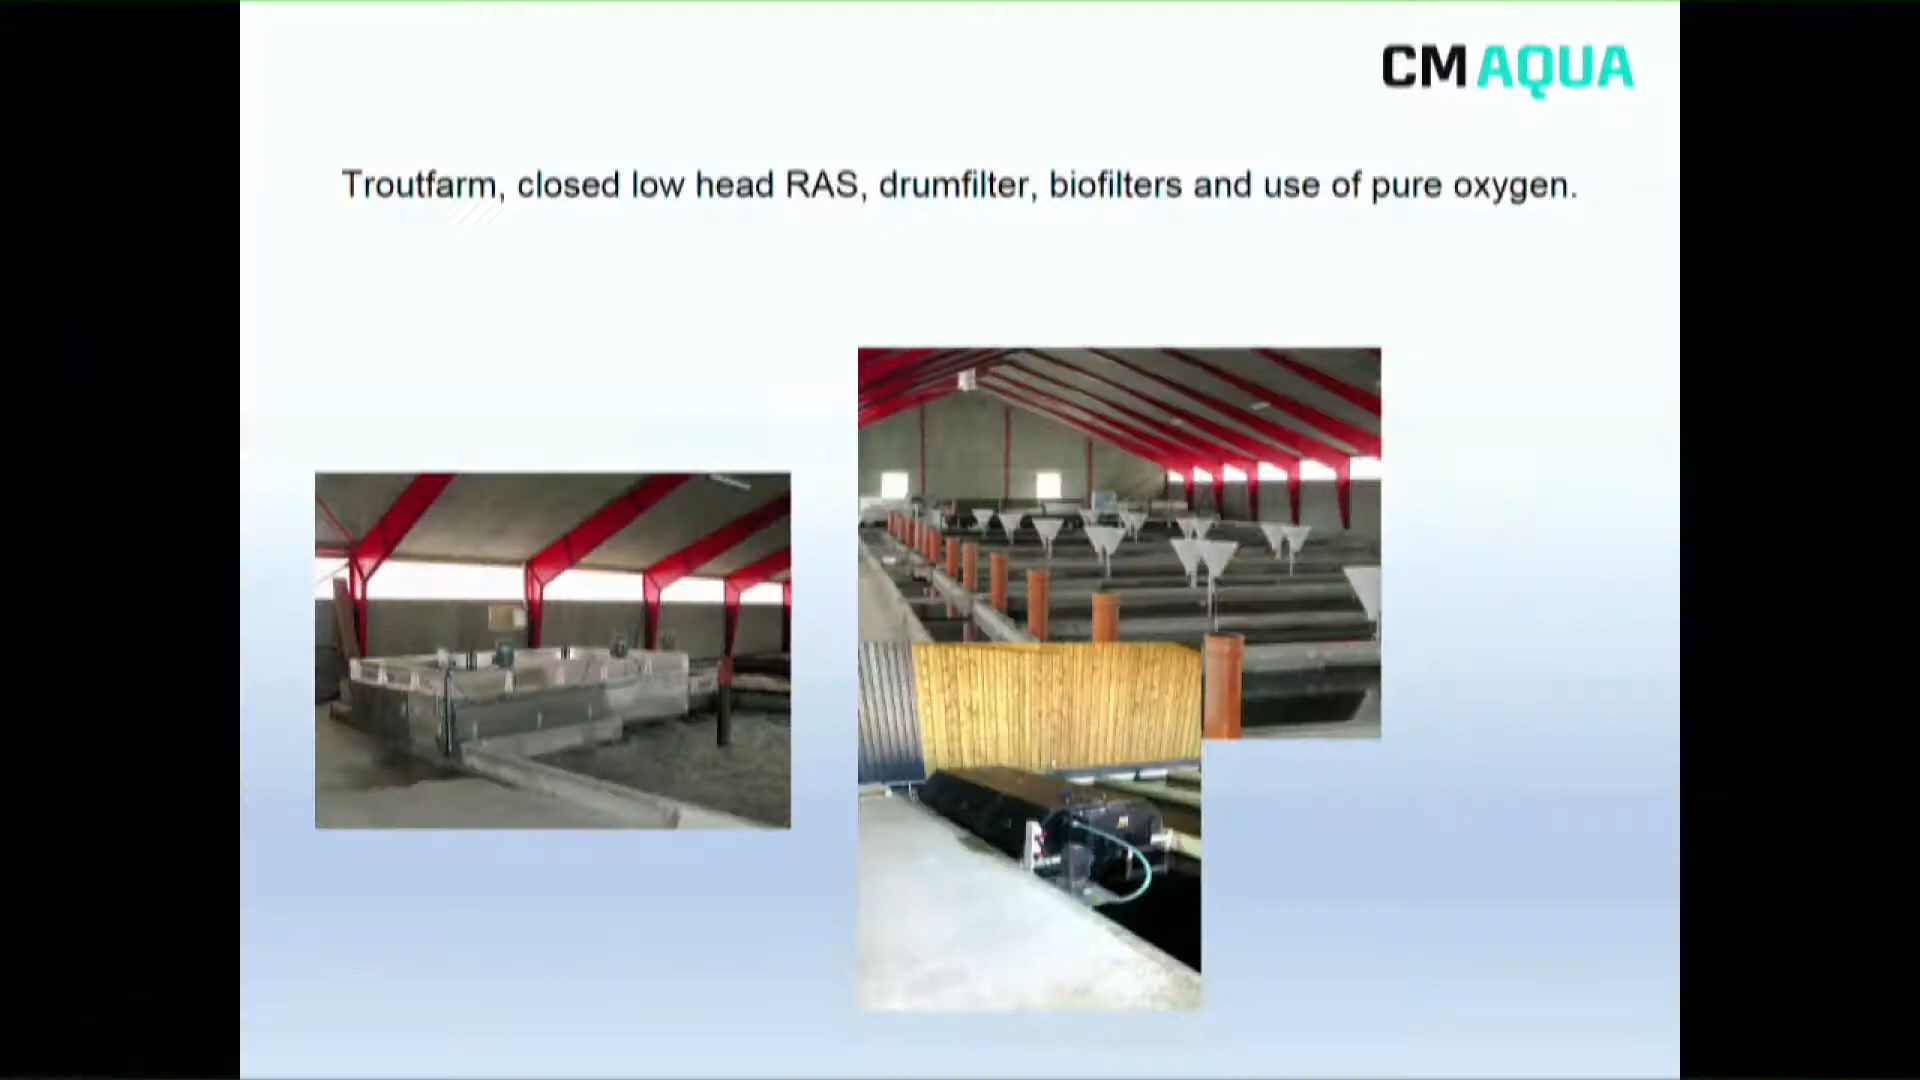 CM AQUA
Troutfarm, closed low head RAS, drumfilter, biofilters and use of pure oxygen.